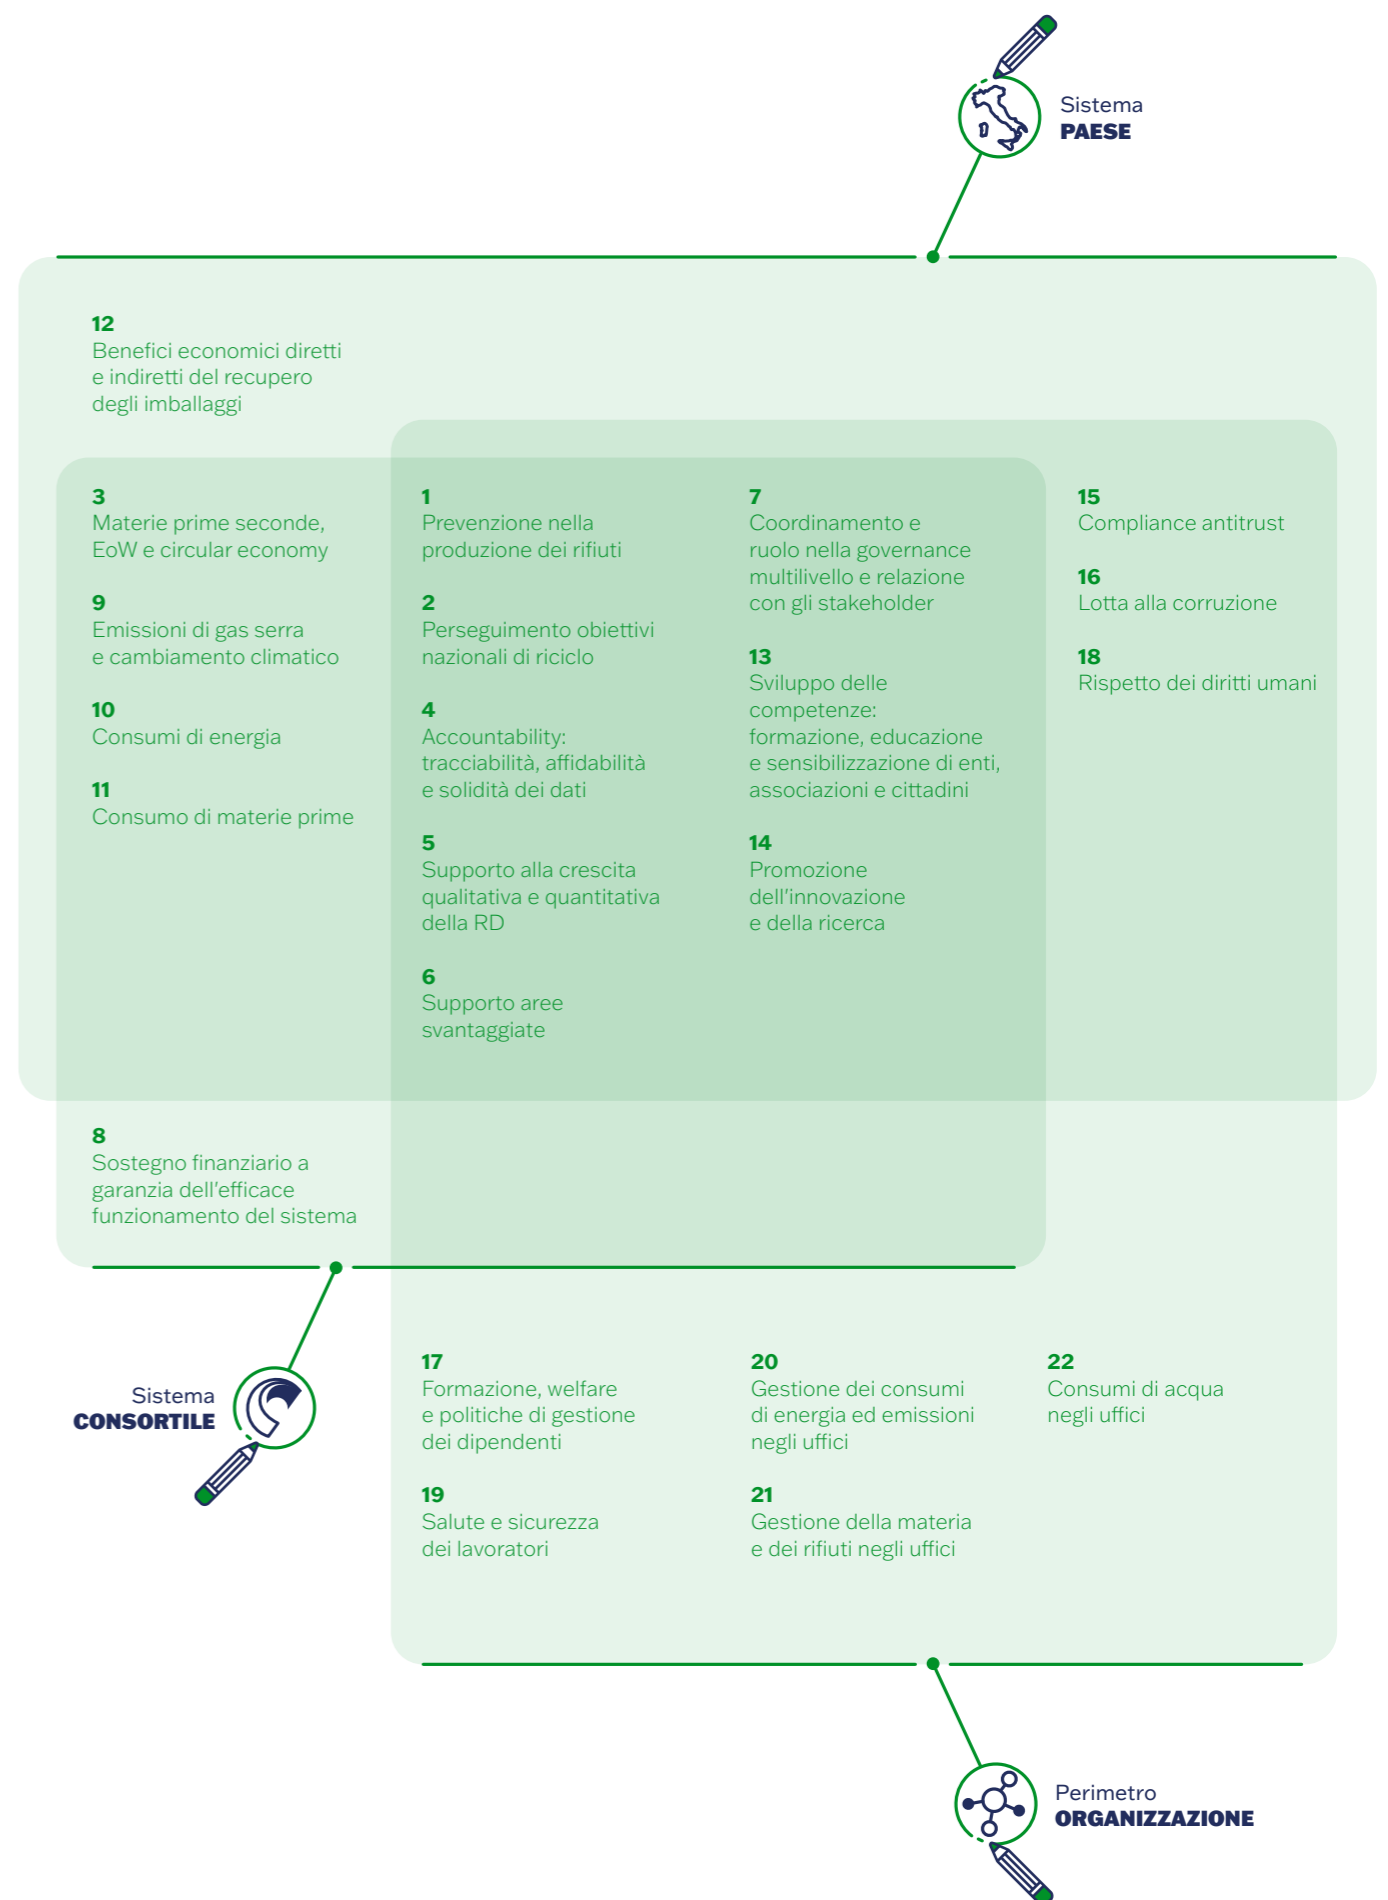 Sistema
PAESE
12
Benefici economici diretti
e indiretti del recupero
degli imballaggi
3
Materie prime seconde,
EoW e circular economy
9
Emissioni di gas serra
e cambiamento climatico
10
Consumi di energia
11
Consumo di materie prime
1
Prevenzione nella
produzione dei rifiuti
2
Perseguimento obiettivi
nazionali di riciclo
4
Accountability:
tracciabilità, affidabilità
e solidità dei dati
5
Supporto alla crescita
qualitativa e quantitativa
della RD
6
Supporto aree
svantaggiate
7
Coordinamento e
ruolo nella governance
multilivello e relazione
con gli stakeholder
13
Sviluppo delle
competenze:
formazione, educazione
e sensibilizzazione di enti,
associazioni e cittadini
14
Promozione
dell'innovazione
e della ricerca
15
Compliance antitrust
16
Lotta alla corruzione
18
Rispetto dei diritti umani
8
Sostegno finanziario a
garanzia dell'efficace
funzionamento del sistema
Sistema
CONSORTILE
17
Formazione, welfare
e politiche di gestione
dei dipendenti
19
Salute e sicurezza
dei lavoratori
20
Gestione dei consumi
di energia ed emissioni
negli uffici
21
Gestione della materia
e dei rifiuti negli uffici
22
Consumi di acqua
negli uffici
Perimetro
ORGANIZZAZIONE